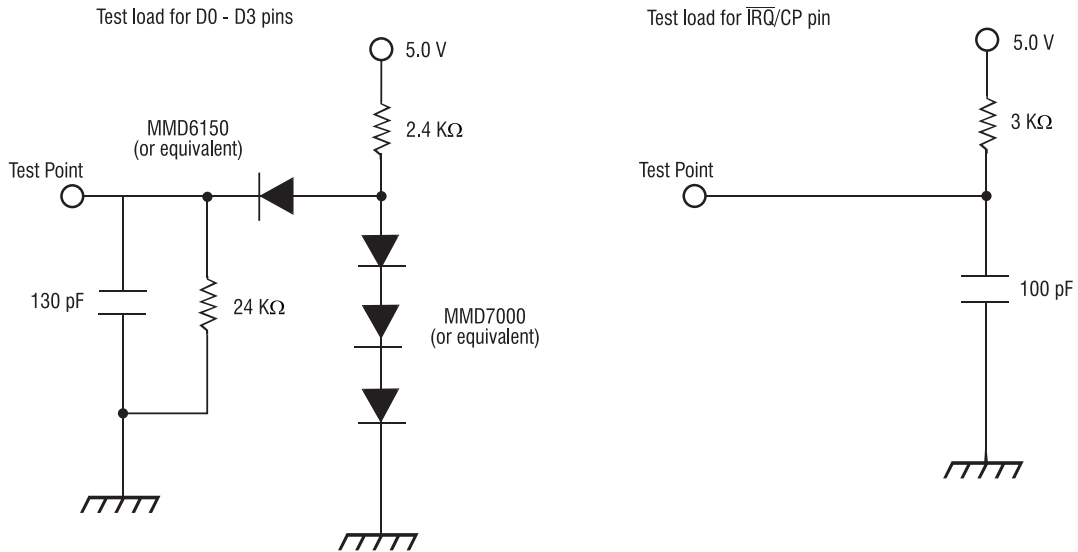 Test load for D0 - D3 pins
5.0 V
2.4 KΩ
MMD6150
(or equivalent)
Test Point
130 pF
24 KΩ
MMD7000
(or equivalent)
Test load for I̅R̅Q̅/CP pin
5.0 V
3 KΩ
Test Point
100 pF